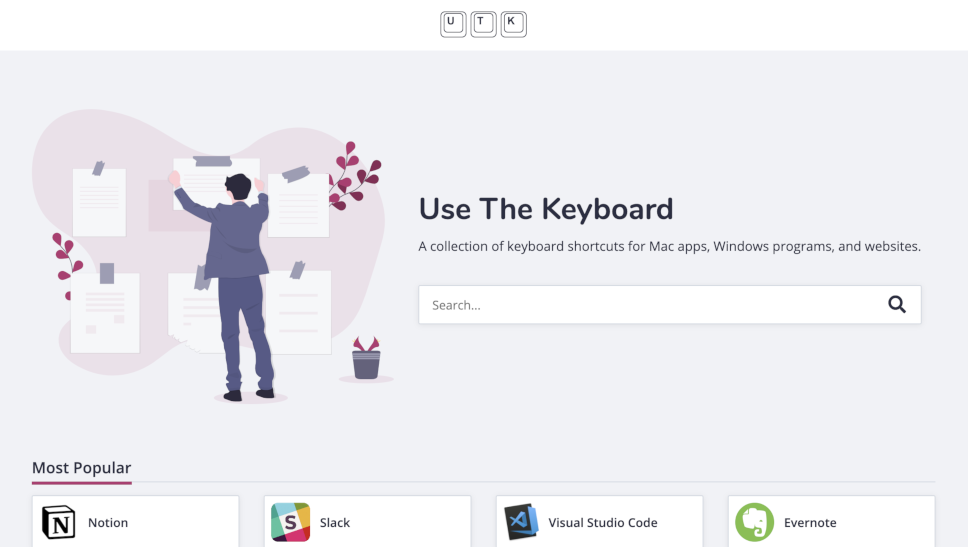 U T K
Use The Keyboard
A collection of keyboard shortcuts for Mac apps, Windows programs, and websites.
Search...
Most Popular
N Notion
S Slack
Visual Studio Code
Evernote